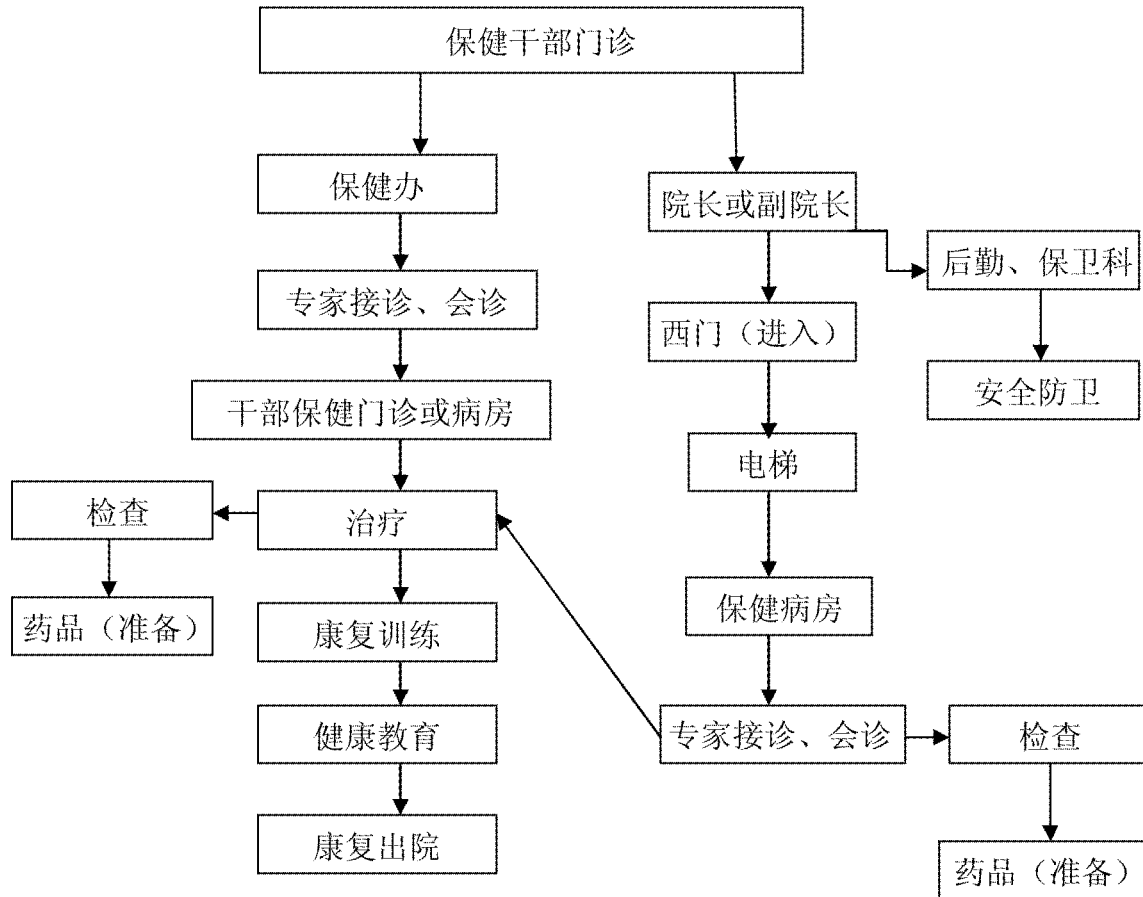 保健干部门诊
保健办
院长或副院长
后勤、保卫科
专家接诊、会诊
西门（进入）
安全防卫
干部保健门诊或病房
电梯
检查
治疗
药品（准备）
康复训练
保健病房
健康教育
专家接诊、会诊
检查
康复出院
药品（准备）